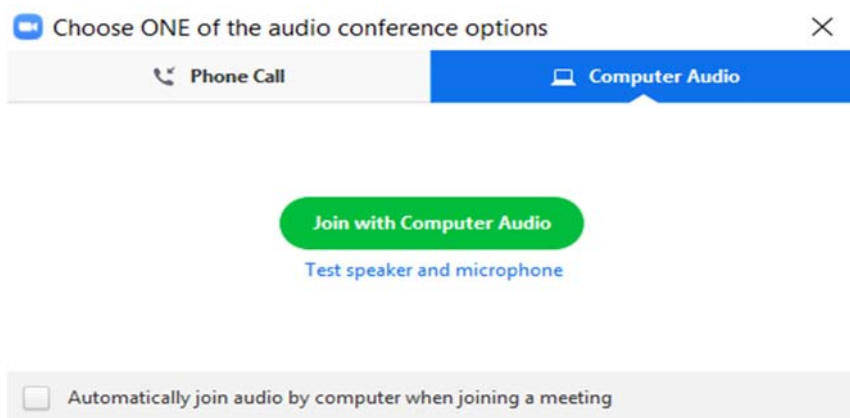 Choose ONE of the audio conference options
Phone Call
Computer Audio
Join with Computer Audio
Test speaker and microphone
Automatically join audio by computer when joining a meeting